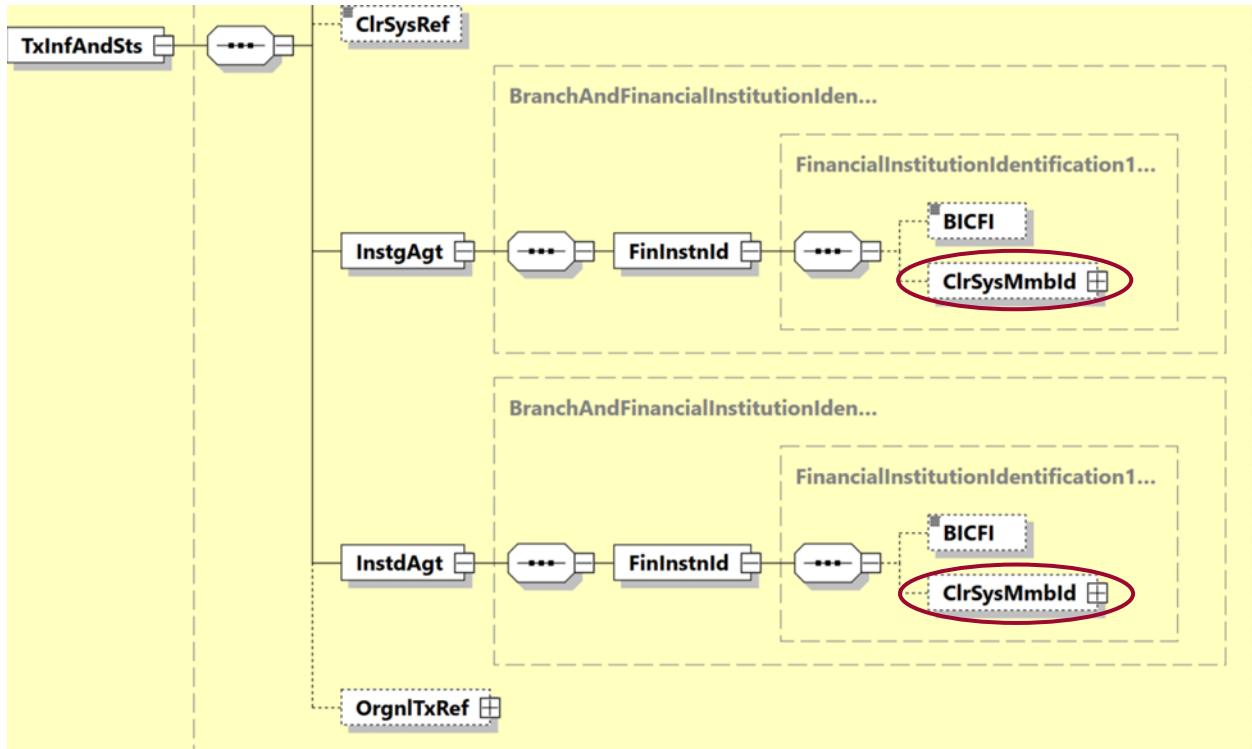 ClrSysRef
TxInfAndSts
BranchAndFinancialInstitutionIden...
FinancialInstitutionIdentification1...
BICFI
InstgAgt
FinInstnId
ClrSysMmbId
BranchAndFinancialInstitutionIden...
FinancialInstitutionIdentification1...
BICFI
InstdAgt
FinInstnId
ClrSysMmbId
OrgnlTxRef